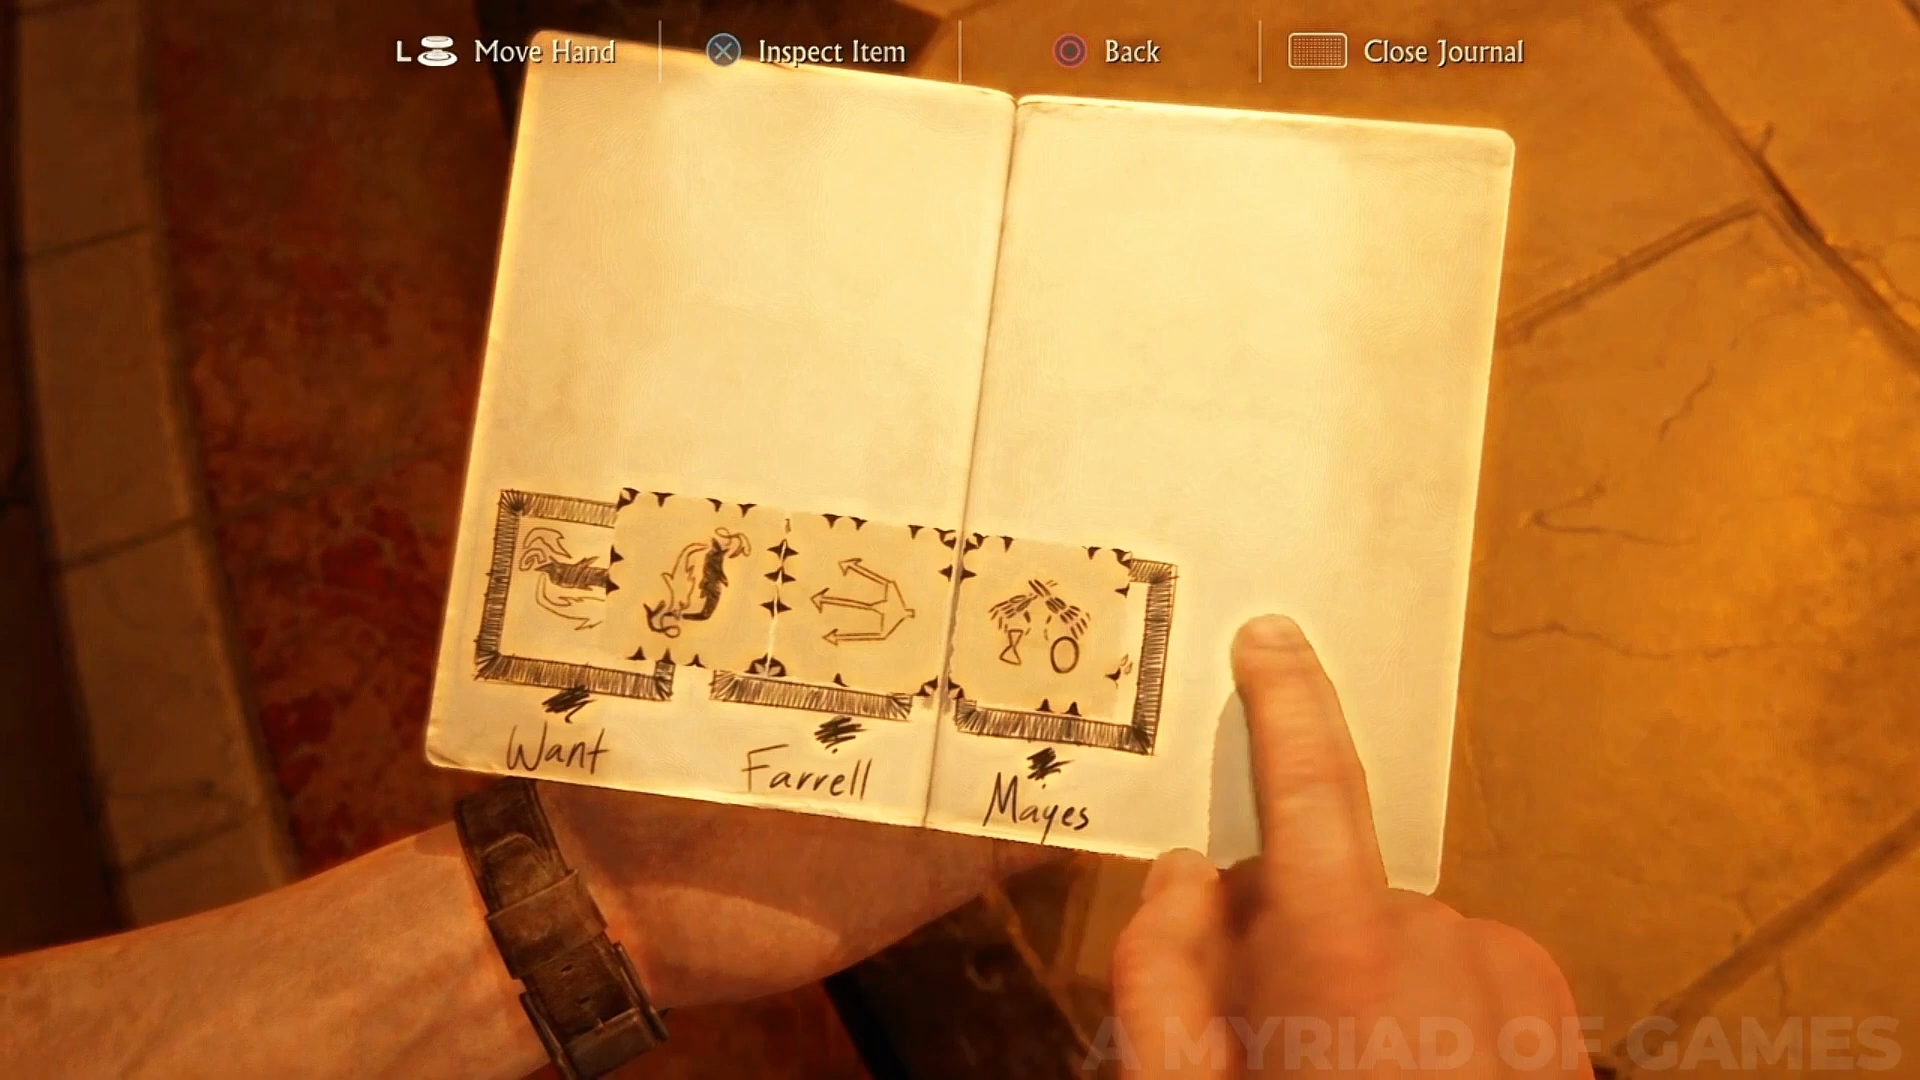 L Move Hand
Inspect Item
Back
Close Journal
Want
Farrell
Mayes
A MYRIAD OF GAMES